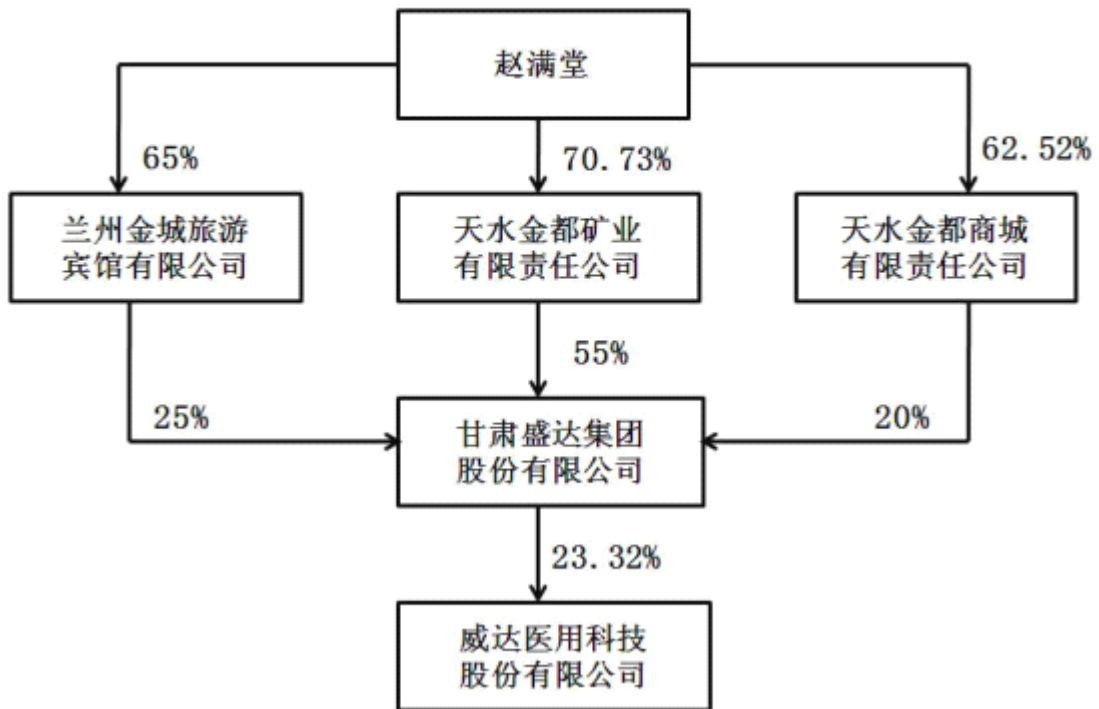 赵满堂
65%
70.73%
62.52%
兰州金城旅游
宾馆有限公司
天水金都矿业
有限责任公司
天水金都商城
有限责任公司
55%
25%
20%
甘肃盛达集团
股份有限公司
23.32%
威达医用科技
股份有限公司